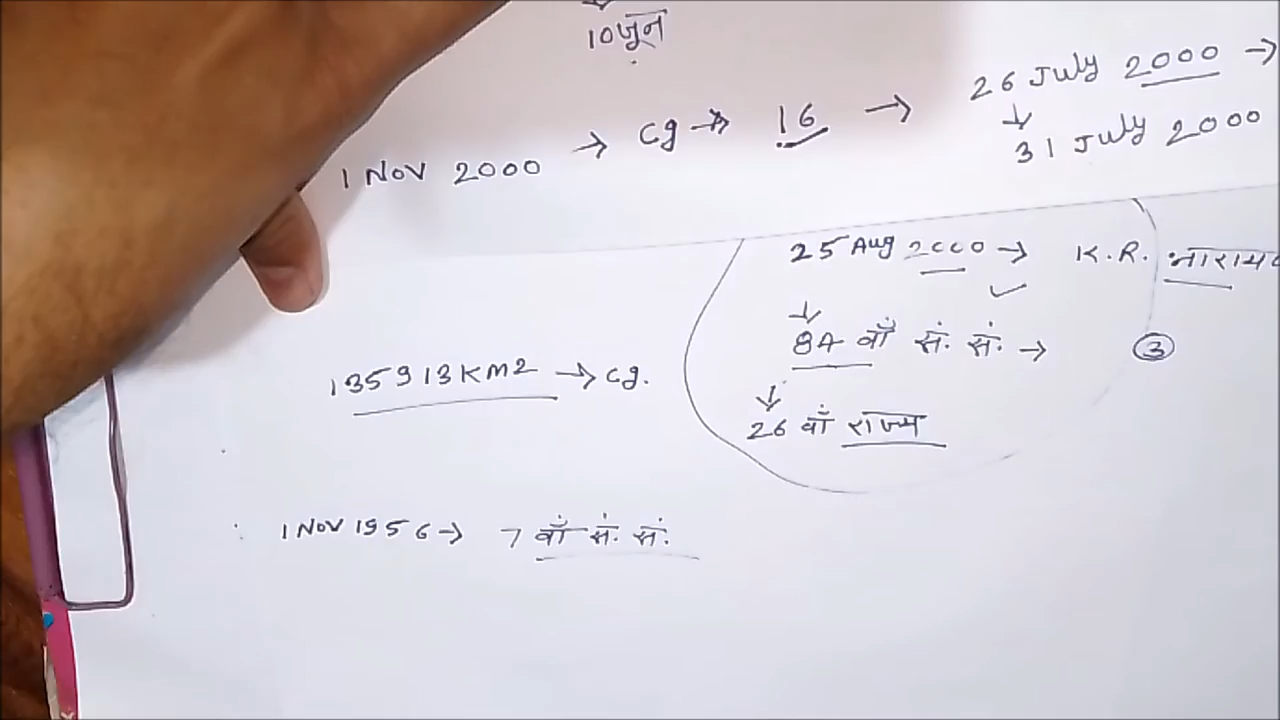 10 जून
1 NOV 2000 → Cg → 16 → 26 July 2000 →
↓
31 July 2000
25 Aug 2000 → K.R.
↓
84 वाँ सं. सं. → 3
135913 KM2 → cg.
↓
26 वाँ राज्य
1 NOV 1956 → 7 वाँ सं. सं.